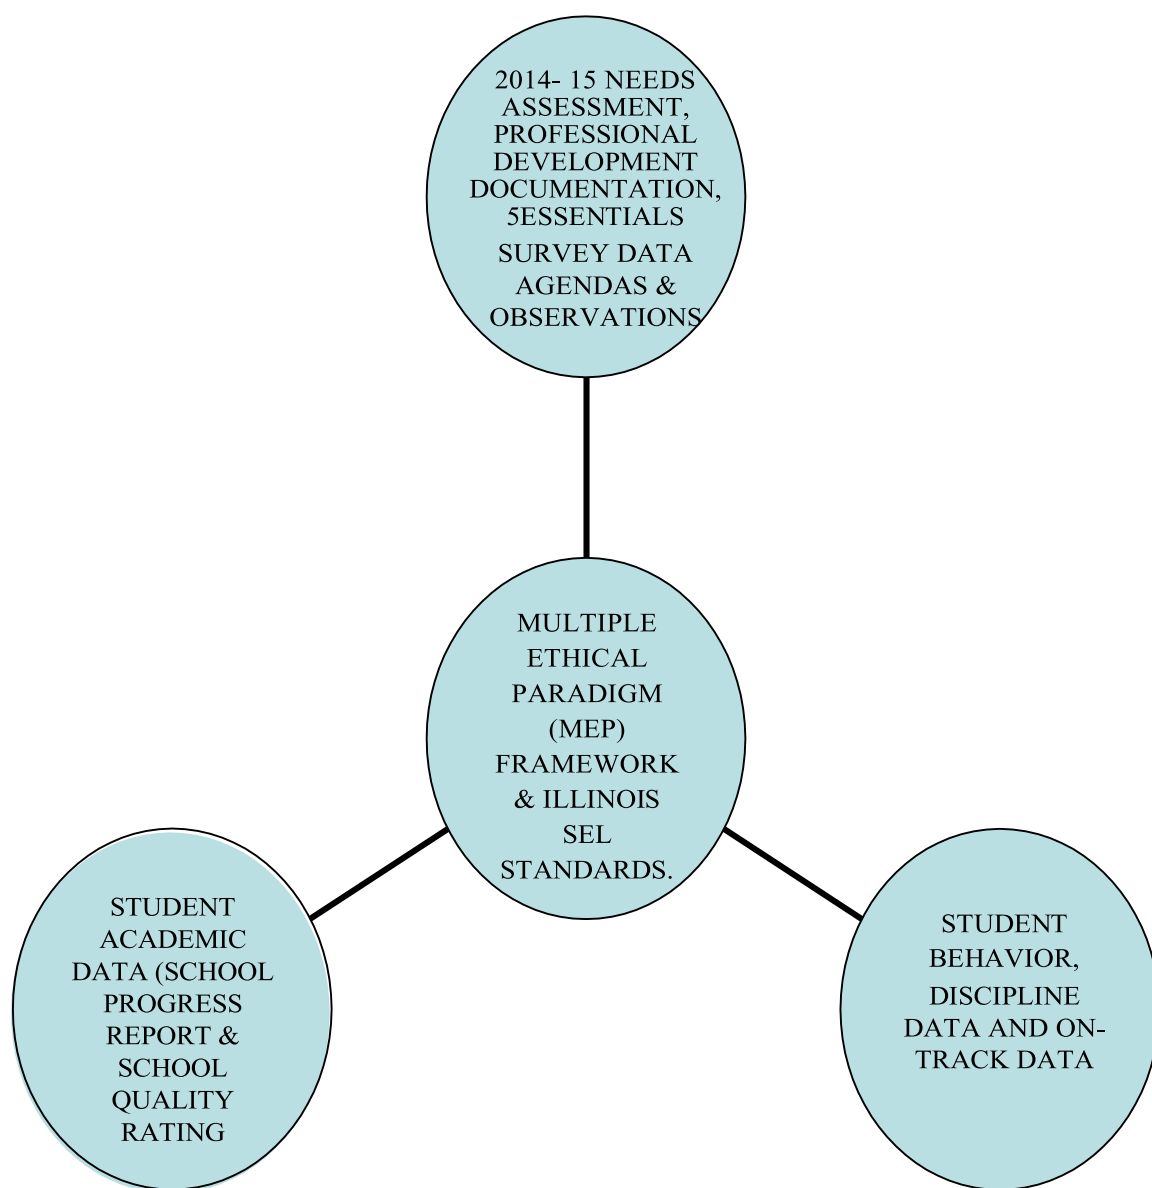 2014- 15 NEEDS
ASSESSMENT,
PROFESSIONAL
DEVELOPMENT
DOCUMENTATION,
5ESSENTIALS
SURVEY DATA
AGENDAS &
OBSERVATIONS
MULTIPLE
ETHICAL
PARADIGM
(MEP)
FRAMEWORK
& ILLINOIS
SEL
STANDARDS.
STUDENT
ACADEMIC
DATA (SCHOOL
PROGRESS
REPORT &
SCHOOL
QUALITY
RATING
STUDENT
BEHAVIOR,
DISCIPLINE
DATA AND ON-
TRACK DATA